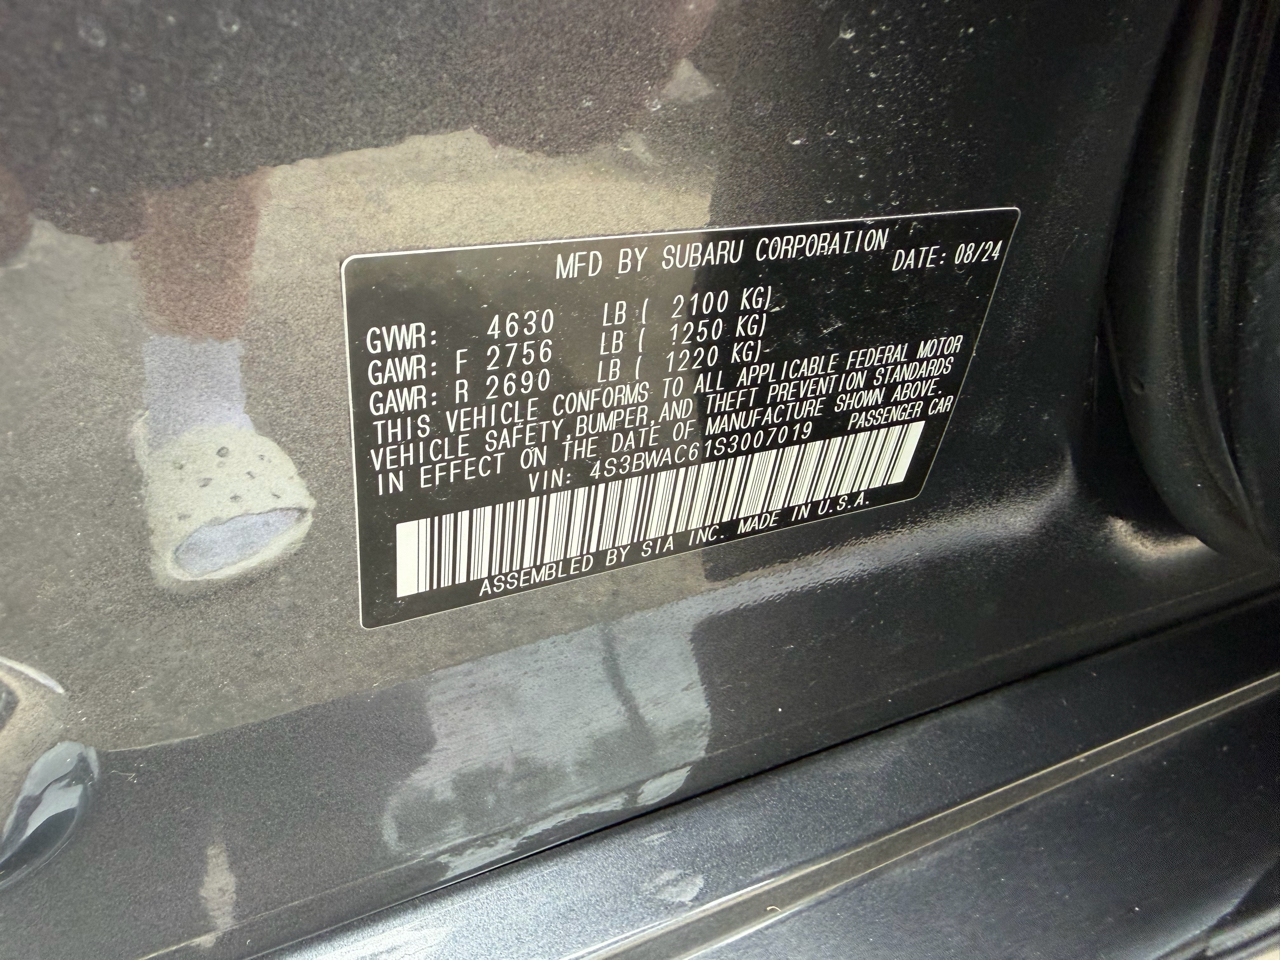 MFD BY SUBARU CORPORATION DATE: 08/24
GVWR: 4630 LB ( 2100 KG)
GAWR: F 2756 LB ( 1250 KG)
GAWR: R 2690 LB ( 1220 KG)
THIS VEHICLE CONFORMS TO ALL APPLICABLE FEDERAL MOTOR
VEHICLE SAFETY,BUMPER,AND THEFT PREVENTION STANDARDS
IN EFFECT ON THE DATE OF MANUFACTURE SHOWN ABOVE.
VIN: 4S3BWAC61S3007019 PASSENGER CAR
ASSEMBLED BY SIA INC. MADE IN U.S.A.